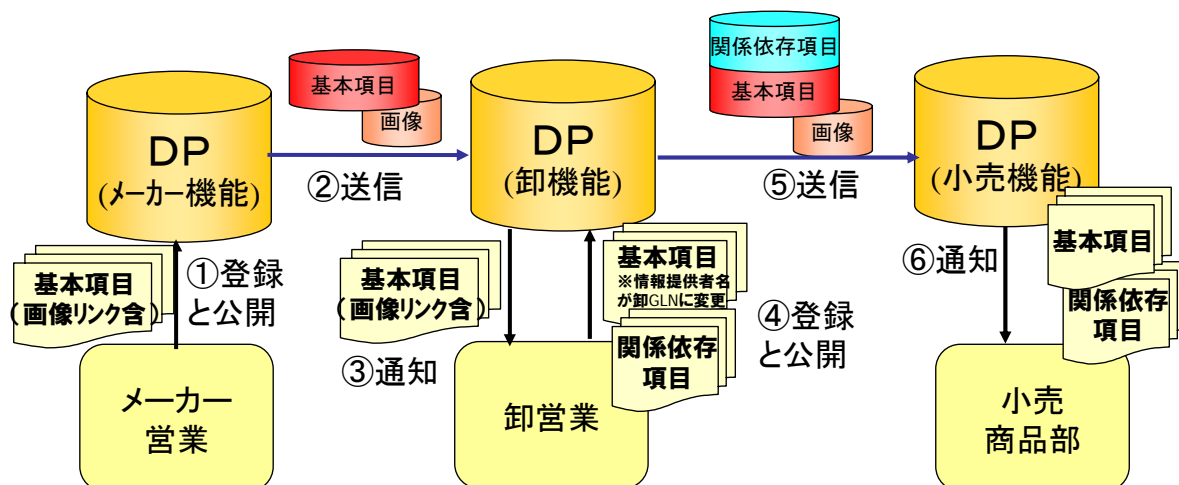 基本項目
画像
関係依存項目
基本項目
画像
DP
(メーカー機能)
②送信
DP
(卸機能)
⑤送信
DP
(小売機能)
基本項目
(画像リンク含)
①登録
と公開
基本項目
(画像リンク含)
③通知
基本項目
※情報提供者名
が卸GLNに変更
関係依存
項目
④登録
と公開
⑥通知
基本項目
関係依存
項目
メーカー
営業
卸営業
小売
商品部